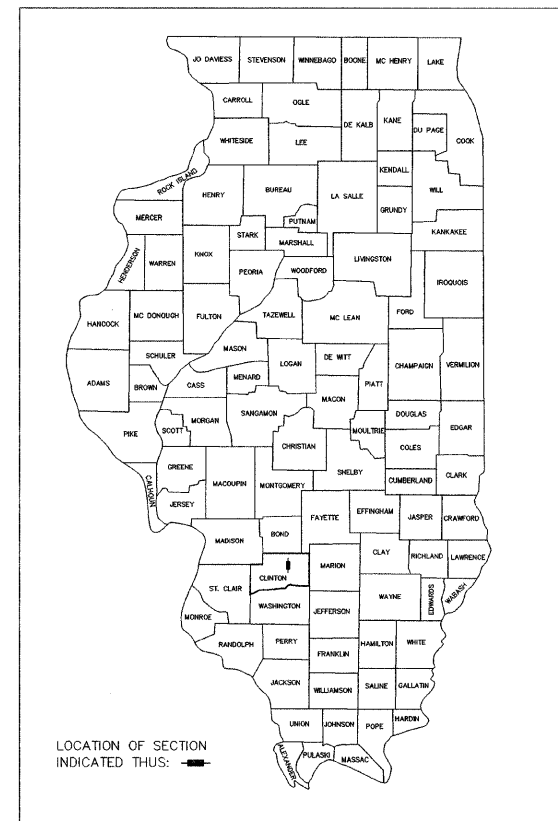 JO DAVIESS STEVENSON WINNEBAGO BOONE MC HENRY LAKE
CARROLL OGLE
DE KALB KANE DU PAGE COOK
WHITESIDE LEE
KENDALL
ROCK ISLAND HENRY BUREAU LA SALLE WILL
PUTNAM GRUNDY
MERCER STARK MARSHALL KANKAKEE
HENDERSON WARREN KNOX PEORIA WOODFORD LIVINGSTON IROQUOIS
FORD
HANCOCK MC DONOUGH FULTON TAZEWELL MC LEAN
MASON
SCHULER LOGAN DE WITT CHAMPAIGN VERMILION
ADAMS BROWN CASS MENARD PIATT
MACON
SANGAMON DOUGLAS
PIKE SCOTT MORGAN MOULTRIE EDGAR
CHRISTIAN COLES
GREENE SHELBY
CALHOUN MACOUPIN MONTGOMERY CUMBERLAND CLARK
JERSEY
FAYETTE EFFINGHAM JASPER CRAWFORD
MADISON BOND
CLAY RICHLAND LAWRENCE
CLINTON MARION
ST. CLAIR WAYNE EDWARDS WABASH
WASHINGTON JEFFERSON
MONROE
RANDOLPH PERRY HAMILTON WHITE
FRANKLIN
JACKSON WILLIAMSON SALINE GALLATIN
UNION JOHNSON POPE HARDIN
ALEXANDER PULASKI MASSAC
LOCATION OF SECTION
INDICATED THUS: